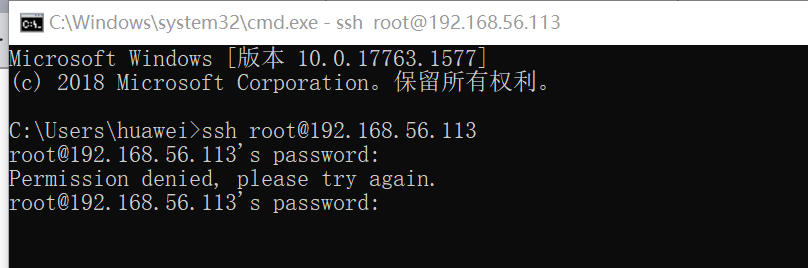 C:\Windows\system32\cmd.exe - ssh  root@192.168.56.113
Microsoft Windows [版本 10.0.17763.1577]
(c) 2018 Microsoft Corporation。保留所有权利。
C:\Users\huawei>ssh root@192.168.56.113
root@192.168.56.113's password:
Permission denied, please try again.
root@192.168.56.113's password: